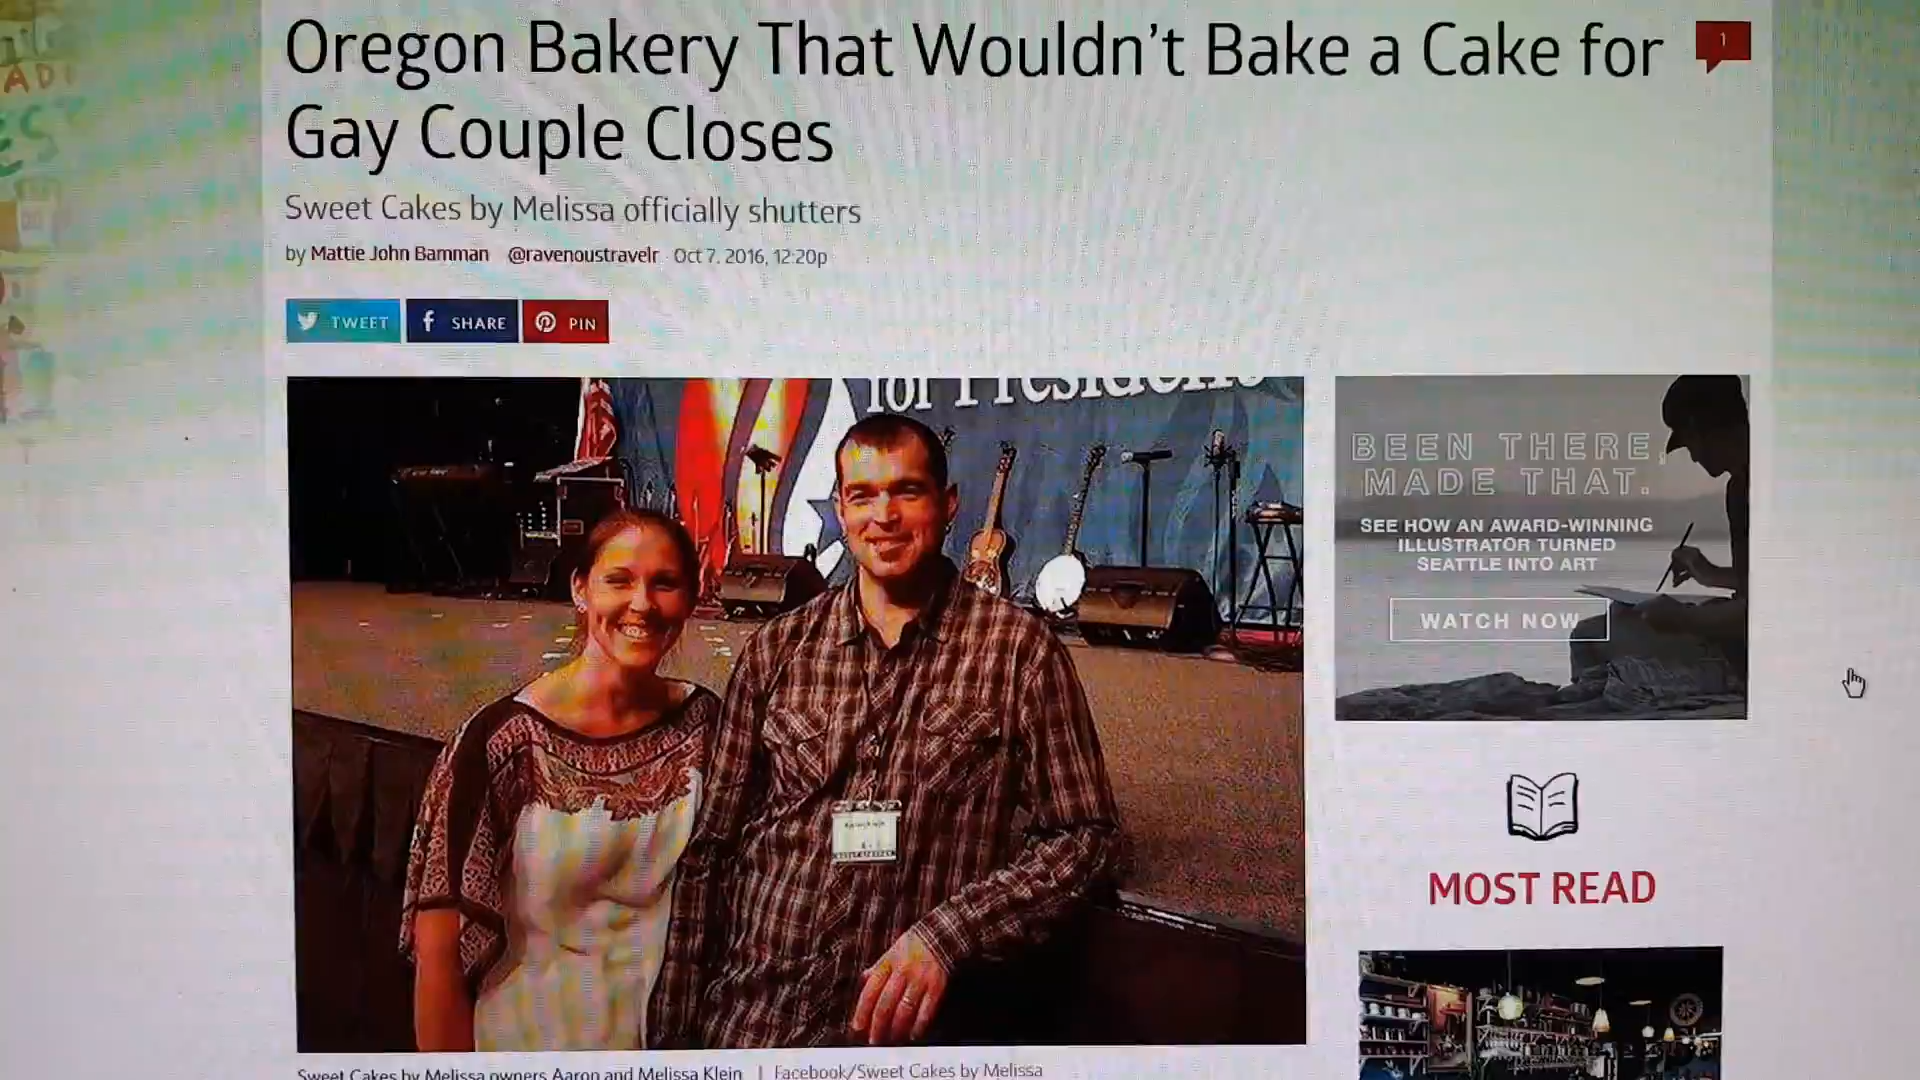 Oregon Bakery That Wouldn't Bake a Cake for
Gay Couple Closes
1
Sweet Cakes by Melissa officially shutters
by Mattie John Bamman @ravenoustravelr Oct 7, 2016, 12:20p
TWEET
SHARE
PIN
for President
BEEN THERE,
MADE THAT.
SEE HOW AN AWARD-WINNING
ILLUSTRATOR TURNED
SEATTLE INTO ART
WATCH NOW
MOST READ
Sweet Cakes by Melissa owners Aaron and Melissa Klein | Facebook/Sweet Cakes by Melissa